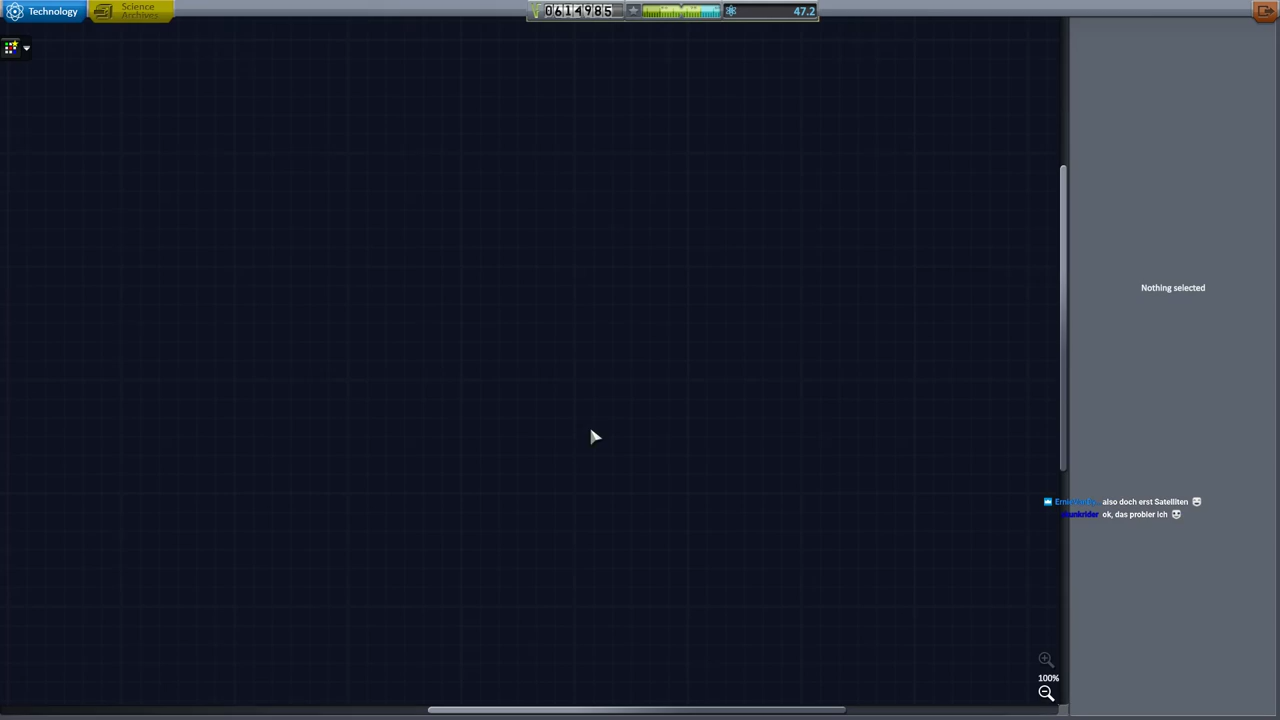 Technology
Science
Archives
0614985
47.2
Nothing selected
also doch erst Satelliten
ok, das probier ich
100%